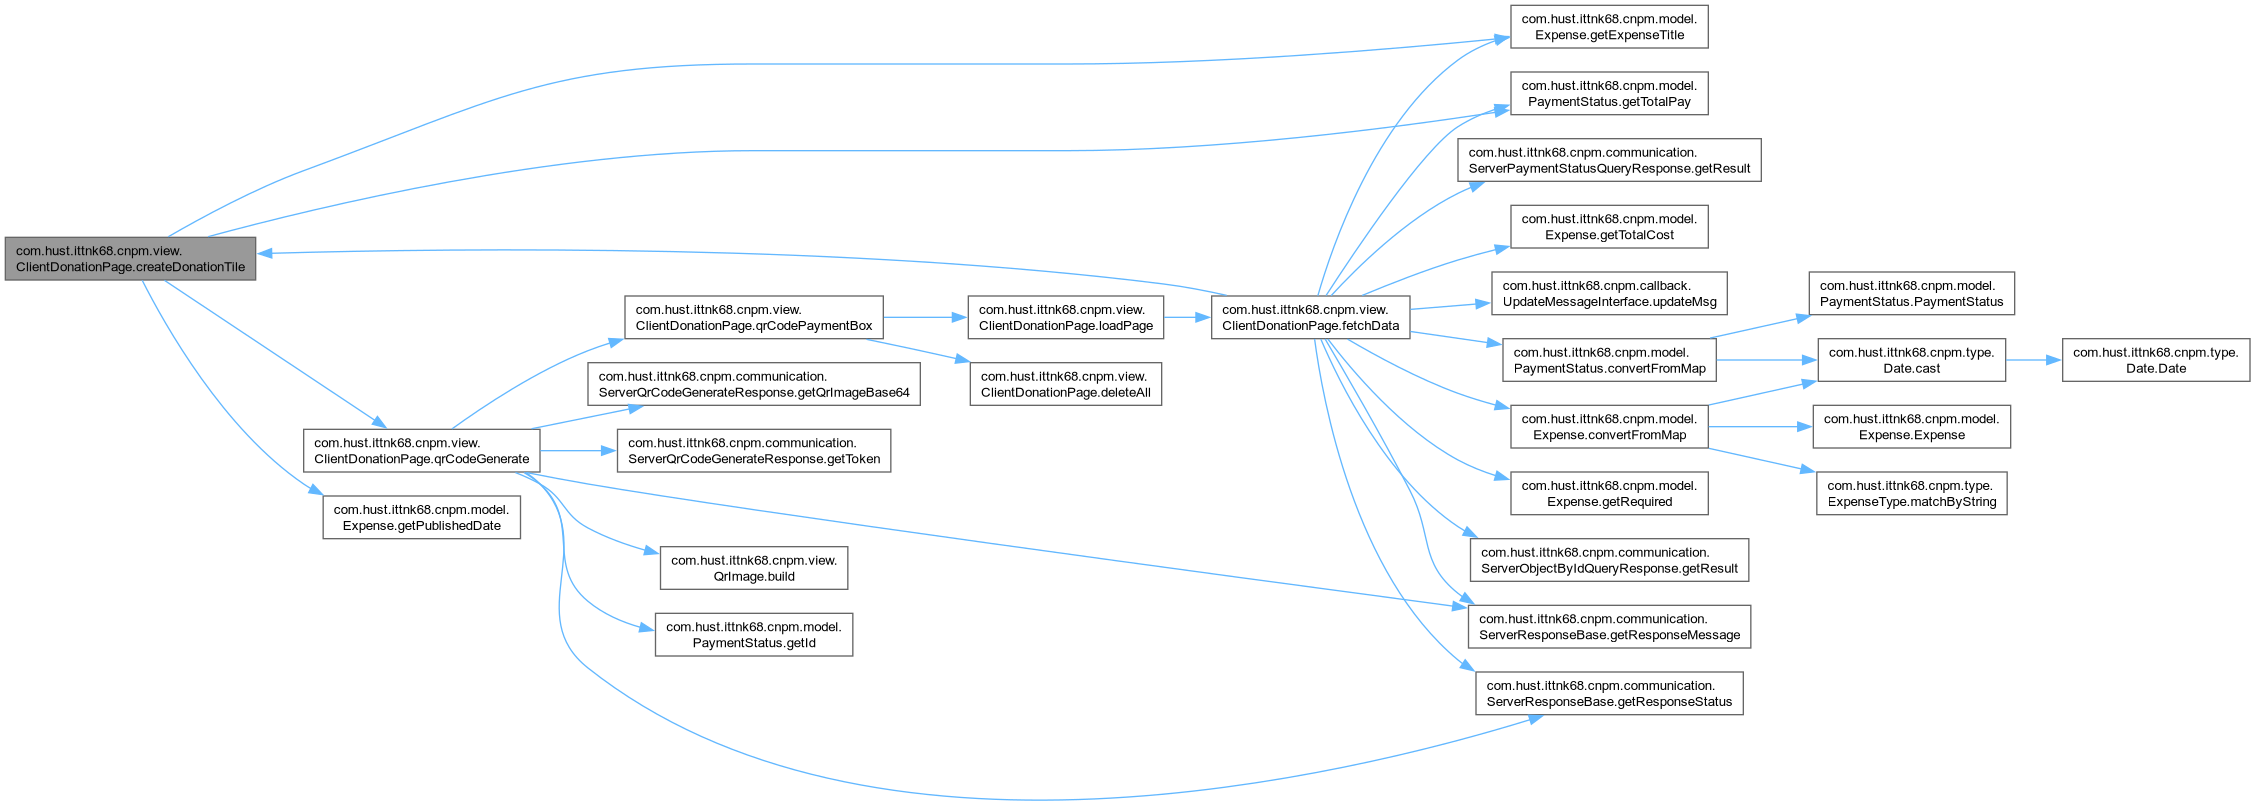 com.hust.ittnk68.cnpm.model.
Expense.getExpenseTitle
com.hust.ittnk68.cnpm.model.
PaymentStatus.getTotalPay
com.hust.ittnk68.cnpm.communication.
ServerPaymentStatusQueryResponse.getResult
com.hust.ittnk68.cnpm.model.
Expense.getTotalCost
com.hust.ittnk68.cnpm.view.
ClientDonationPage.createDonationTile
com.hust.ittnk68.cnpm.callback.
UpdateMessageInterface.updateMsg
com.hust.ittnk68.cnpm.model.
PaymentStatus.PaymentStatus
com.hust.ittnk68.cnpm.view.
ClientDonationPage.qrCodePaymentBox
com.hust.ittnk68.cnpm.view.
ClientDonationPage.loadPage
com.hust.ittnk68.cnpm.view.
ClientDonationPage.fetchData
com.hust.ittnk68.cnpm.model.
PaymentStatus.convertFromMap
com.hust.ittnk68.cnpm.type.
Date.cast
com.hust.ittnk68.cnpm.type.
Date.Date
com.hust.ittnk68.cnpm.communication.
ServerQrCodeGenerateResponse.getQrImageBase64
com.hust.ittnk68.cnpm.view.
ClientDonationPage.deleteAll
com.hust.ittnk68.cnpm.model.
Expense.convertFromMap
com.hust.ittnk68.cnpm.model.
Expense.Expense
com.hust.ittnk68.cnpm.view.
ClientDonationPage.qrCodeGenerate
com.hust.ittnk68.cnpm.communication.
ServerQrCodeGenerateResponse.getToken
com.hust.ittnk68.cnpm.model.
Expense.getRequired
com.hust.ittnk68.cnpm.type.
ExpenseType.matchByString
com.hust.ittnk68.cnpm.model.
Expense.getPublishedDate
com.hust.ittnk68.cnpm.view.
QrImage.build
com.hust.ittnk68.cnpm.communication.
ServerObjectByIdQueryResponse.getResult
com.hust.ittnk68.cnpm.model.
PaymentStatus.getId
com.hust.ittnk68.cnpm.communication.
ServerResponseBase.getResponseMessage
com.hust.ittnk68.cnpm.communication.
ServerResponseBase.getResponseStatus